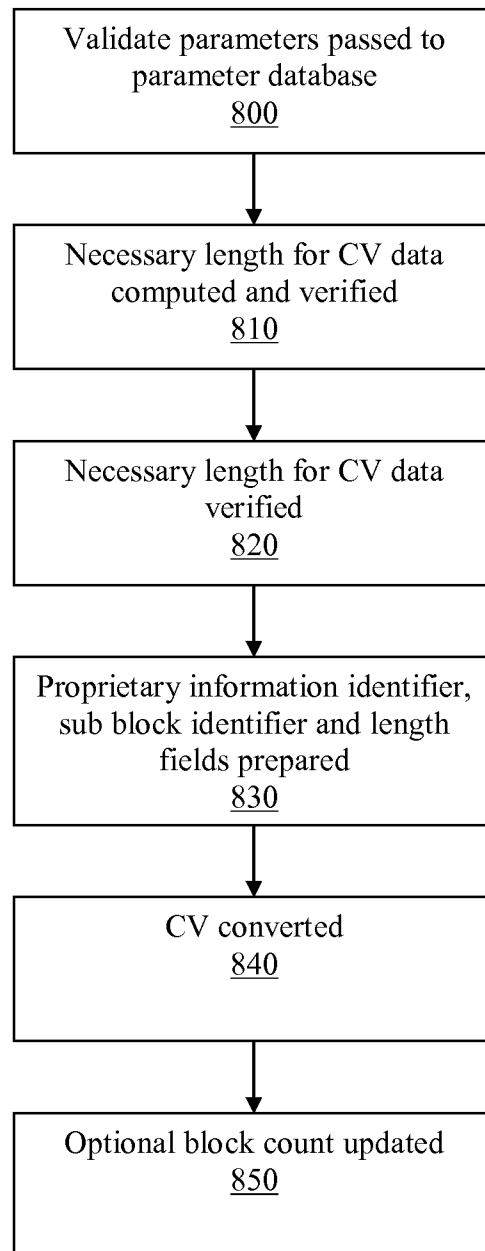 Validate parameters passed to
parameter database
800
Necessary length for CV data
computed and verified
810
Necessary length for CV data
verified
820
Proprietary information identifier,
sub block identifier and length
fields prepared
830
CV converted
840
Optional block count updated
850